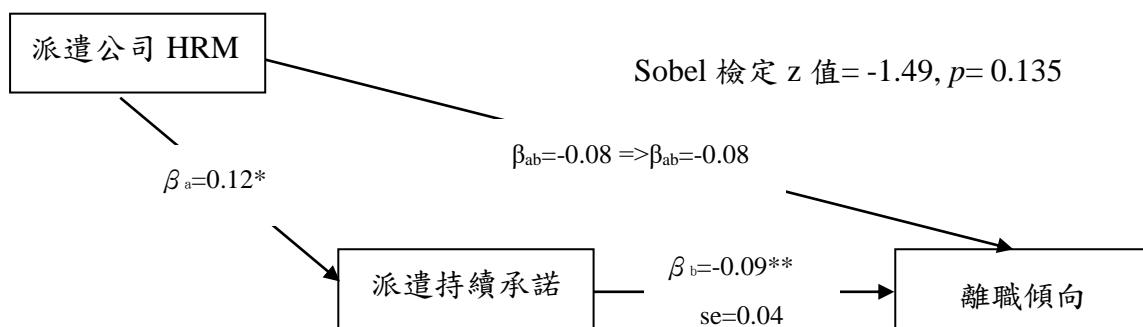 派遣公司 HRM
Sobel 檢定 z 值= -1.49, p= 0.135
βab=-0.08 =>βab=-0.08
βa=0.12*
派遣持續承諾
βb=-0.09**
se=0.04
離職傾向